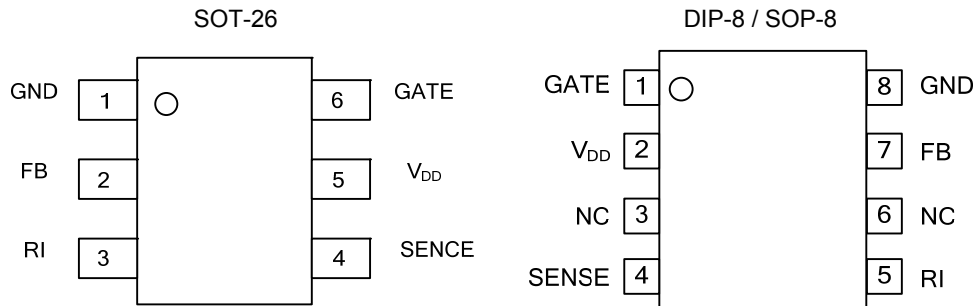 SOT-26
GND 1 6 GATE
FB 2 5 VDD
RI 3 4 SENCE
DIP-8 / SOP-8
GATE 1 8 GND
VDD 2 7 FB
NC 3 6 NC
SENSE 4 5 RI